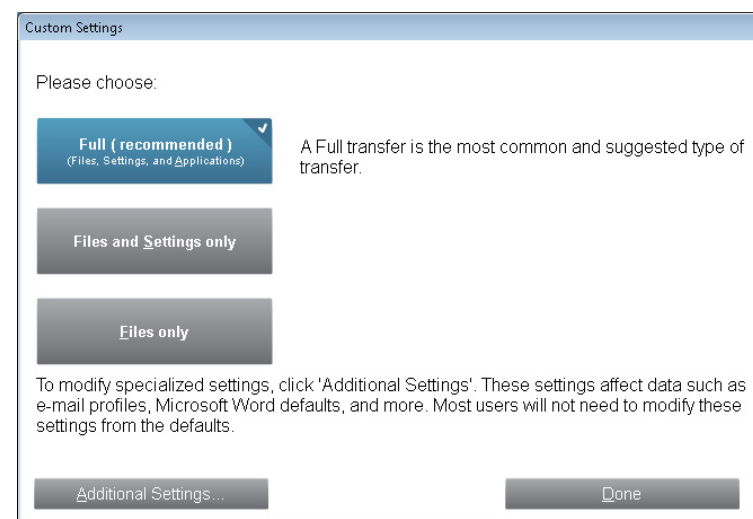 Custom Settings
Please choose:
Full ( recommended )
(Files, Settings, and Applications)
A Full transfer is the most common and suggested type of
transfer.
Files and Settings only
Files only
To modify specialized settings, click 'Additional Settings'. These settings affect data such as
e-mail profiles, Microsoft Word defaults, and more. Most users will not need to modify these
settings from the defaults.
Additional Settings...
Done